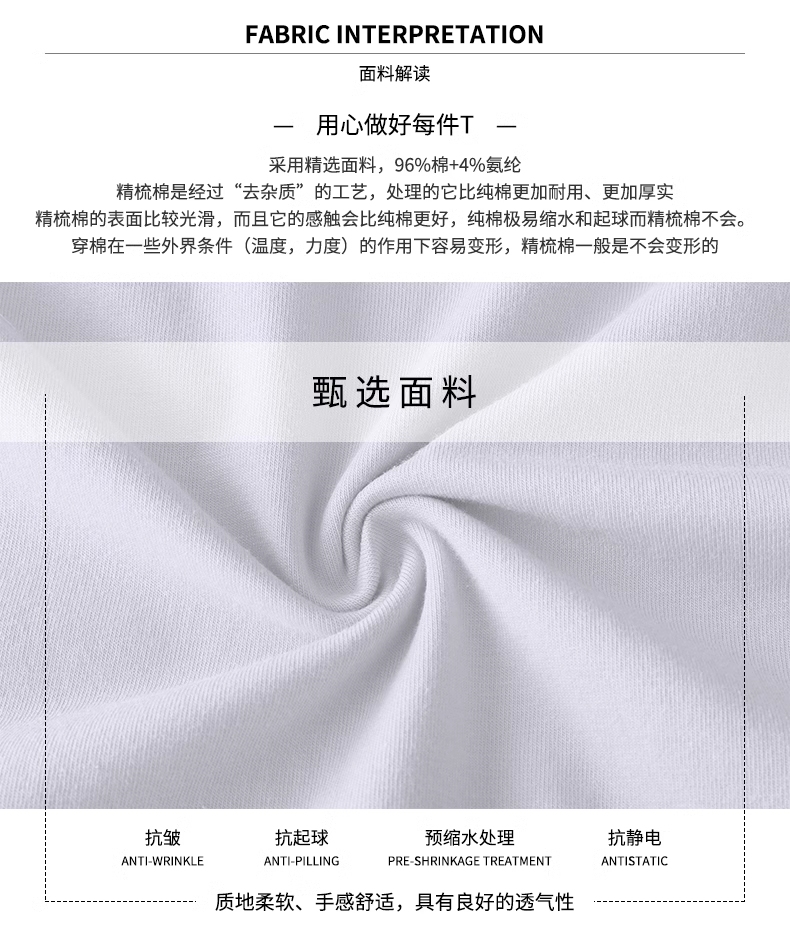 FABRIC INTERPRETATION
面料解读
— 用心做好每件T —
采用精选面料，96%棉+4%氨纶
精梳棉是经过“去杂质”的工艺，处理的它比纯棉更加耐用、更加厚实
精梳棉的表面比较光滑，而且它的感触会比纯棉更好，纯棉极易缩水和起球而精梳棉不会。
穿棉在一些外界条件（温度，力度）的作用下容易变形，精梳棉一般是不会变形的
甄选面料
抗皱 抗起球 预缩水处理 抗静电
ANTI-WRINKLE ANTI-PILLING PRE-SHRINKAGE TREATMENT ANTISTATIC
质地柔软、手感舒适，具有良好的透气性